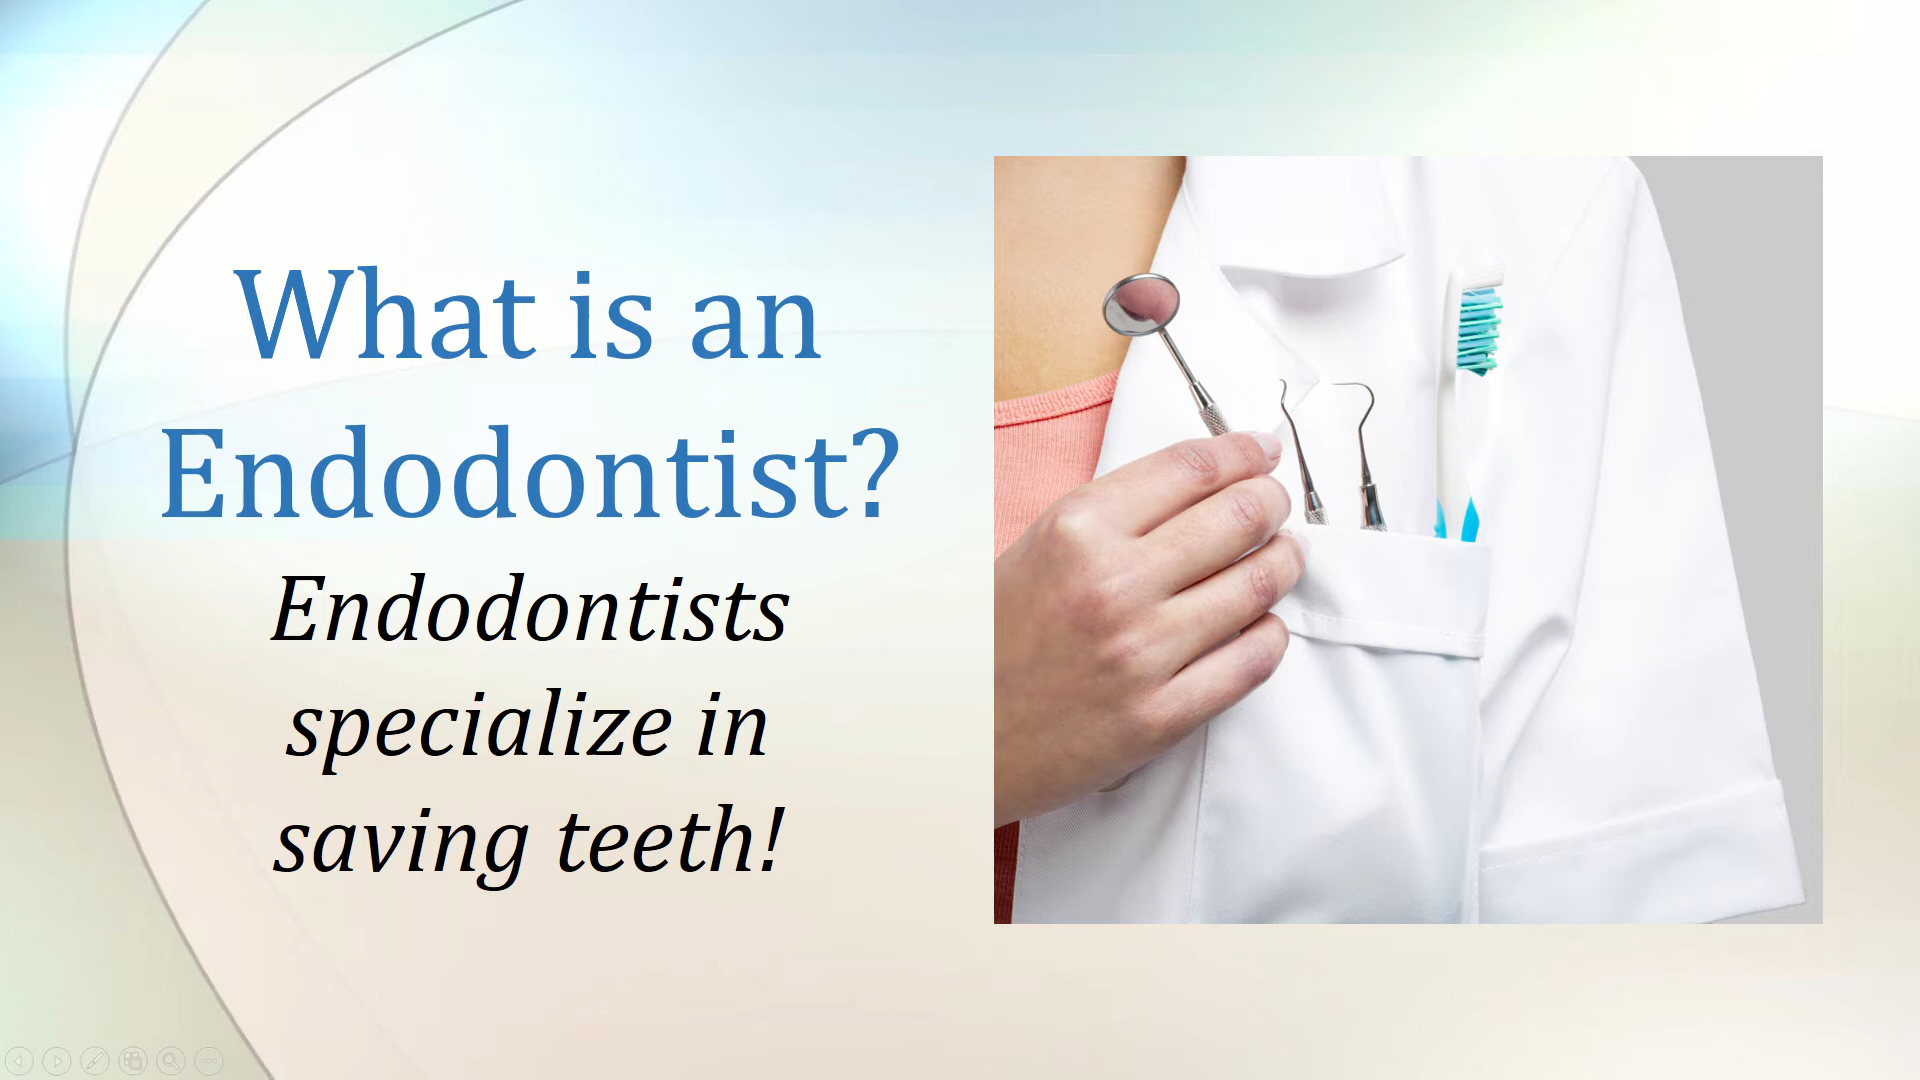 What is an
Endodontist?
Endodontists
specialize in
saving teeth!